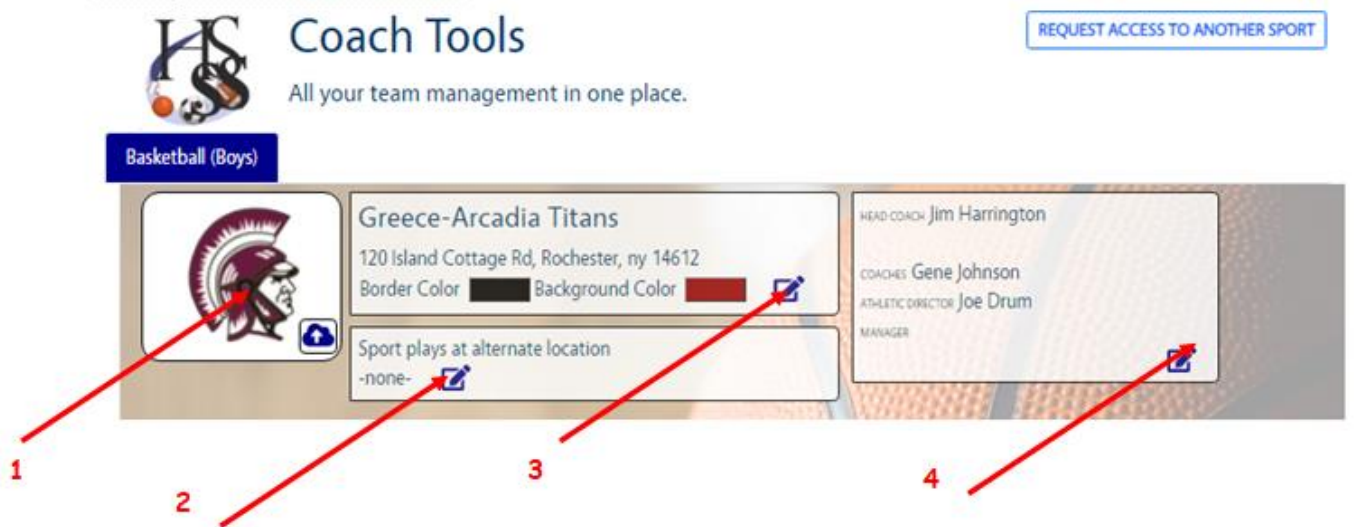 HSS
Coach Tools
REQUEST ACCESS TO ANOTHER SPORT
All your team management in one place.
Basketball (Boys)
Greece-Arcadia Titans
120 Island Cottage Rd, Rochester, ny 14612
Border Color Background Color
Sport plays at alternate location
-none-
HEAD COACH Jim Harrington
COACHES Gene Johnson
ATHLETIC DIRECTOR Joe Drum
MANAGER
1
2
3
4